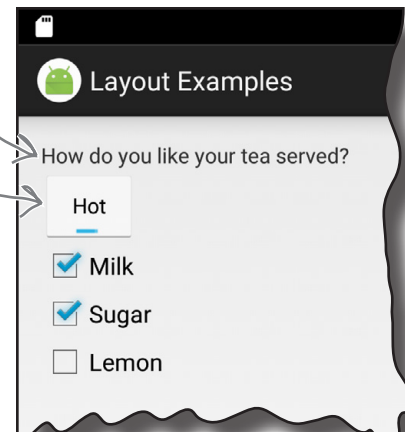 Layout Examples
How do you like your tea served?
Hot
Milk
Sugar
Lemon